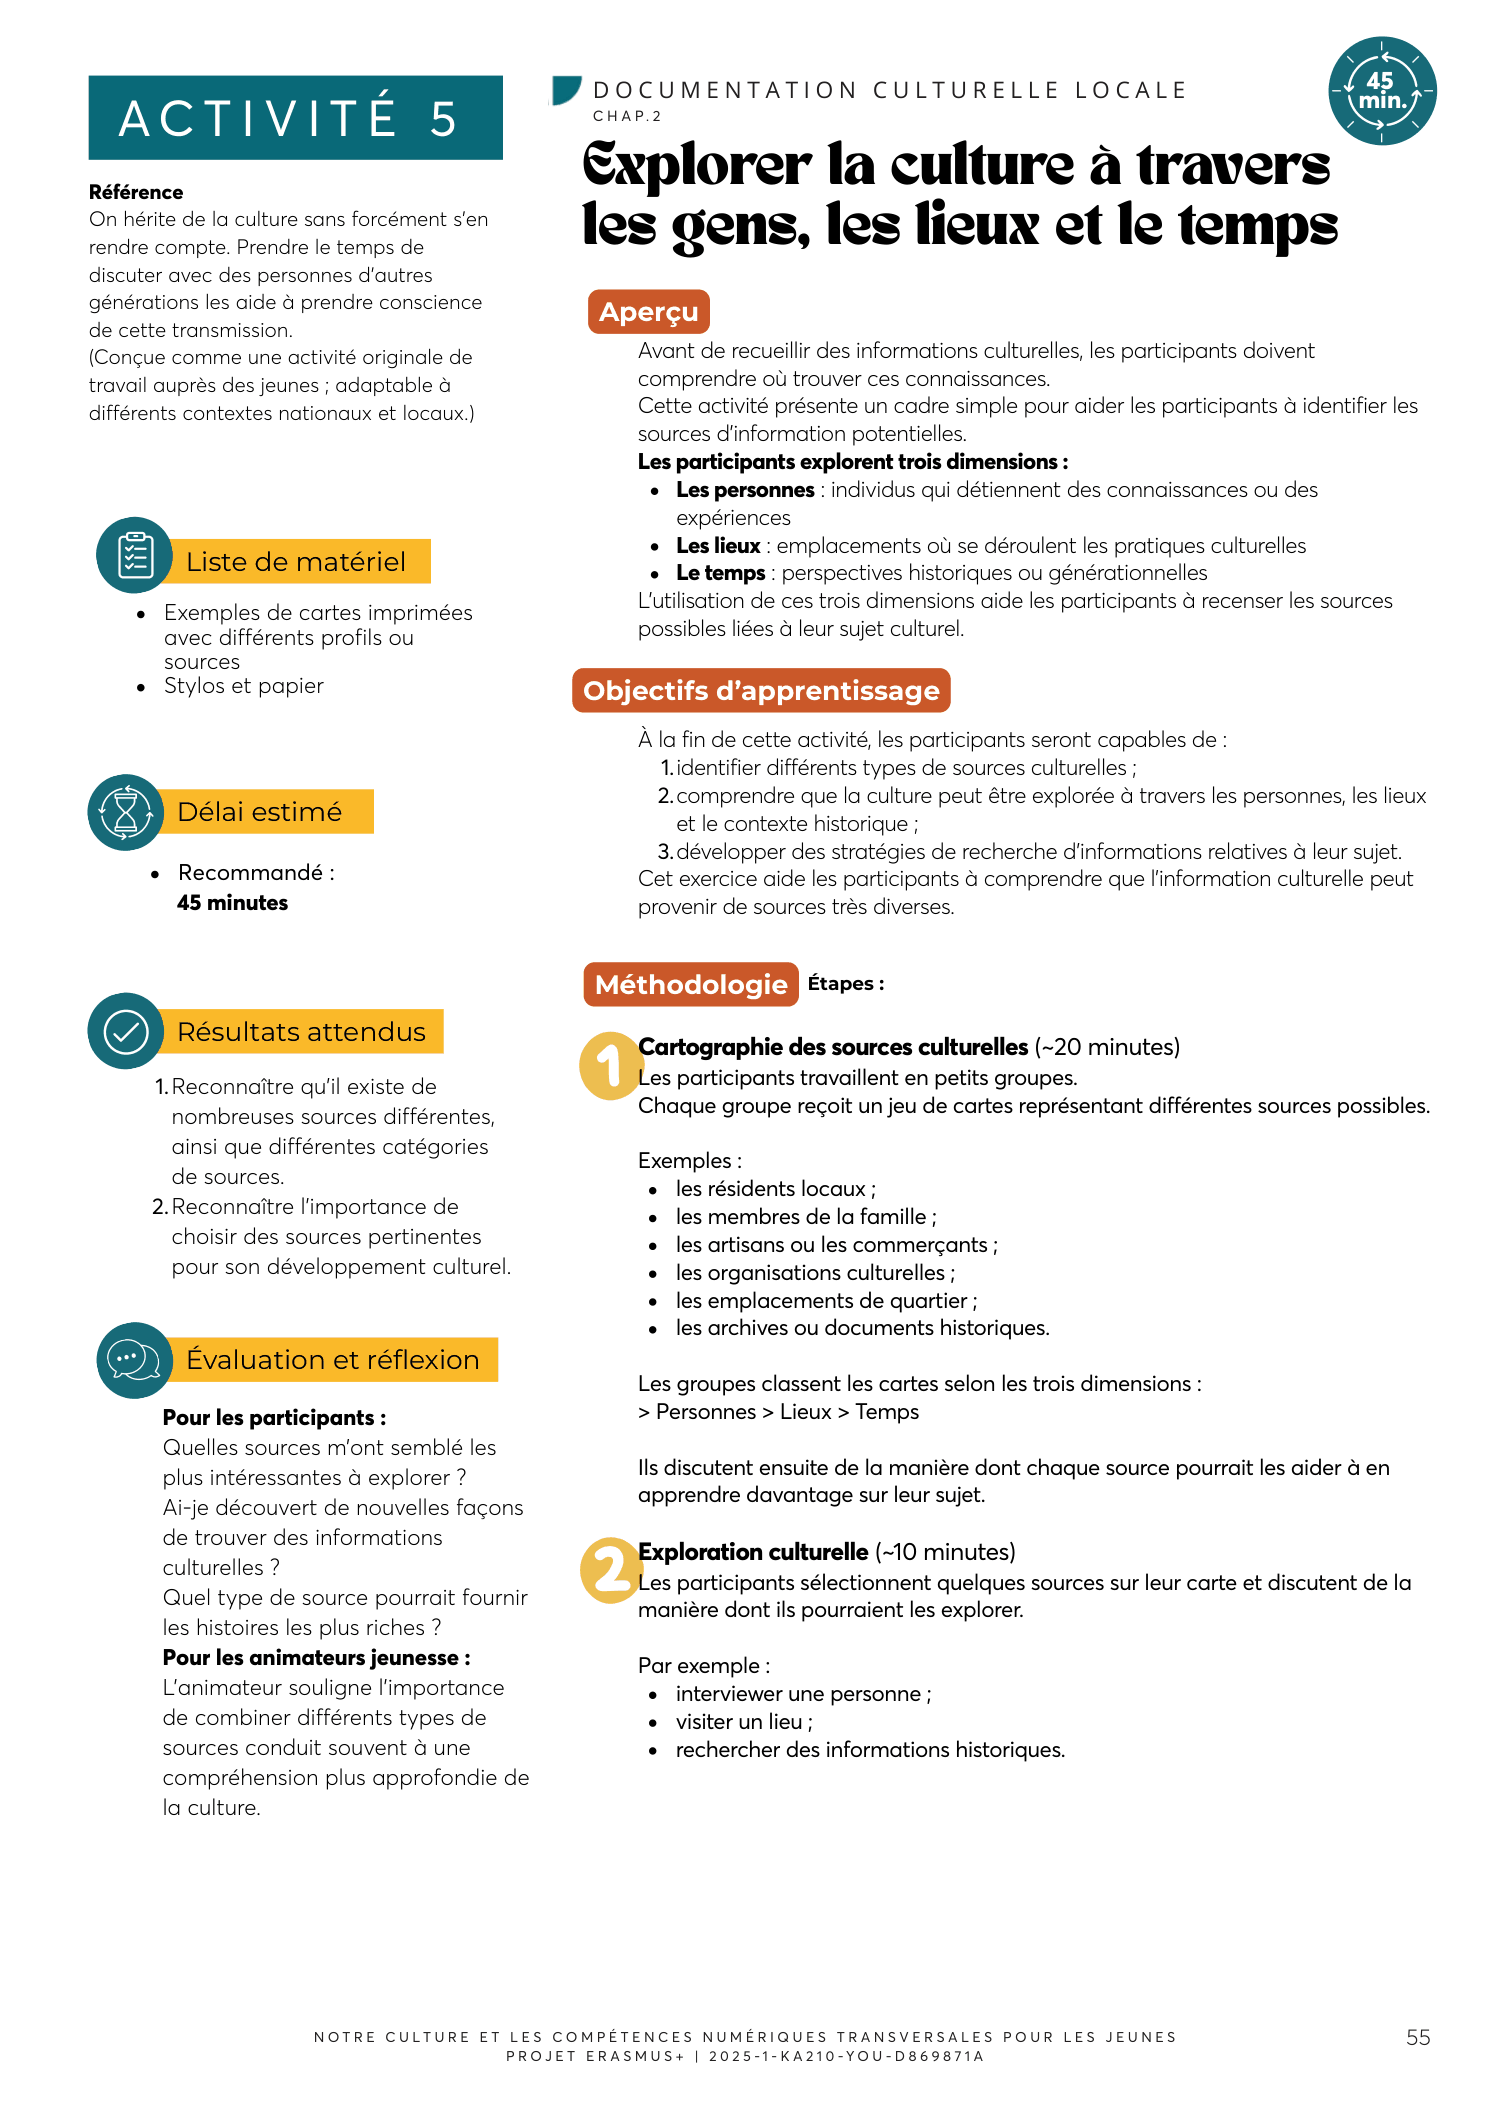 ACTIVITÉ 5
Référence
On hérite de la culture sans forcément s'en
rendre compte. Prendre le temps de
discuter avec des personnes d'autres
générations les aide à prendre conscience
de cette transmission.
(Conçue comme une activité originale de
travail auprès des jeunes ; adaptable à
différents contextes nationaux et locaux.)
Liste de matériel
• Exemples de cartes imprimées
avec différents profils ou
sources
• Stylos et papier
Délai estimé
• Recommandé :
45 minutes
Résultats attendus
1. Reconnaître qu'il existe de
nombreuses sources différentes,
ainsi que différentes catégories
de sources.
2. Reconnaître l'importance de
choisir des sources pertinentes
pour son développement culturel.
Évaluation et réflexion
Pour les participants :
Quelles sources m'ont semblé les
plus intéressantes à explorer ?
Ai-je découvert de nouvelles façons
de trouver des informations
culturelles ?
Quel type de source pourrait fournir
les histoires les plus riches ?
Pour les animateurs jeunesse :
L'animateur souligne l'importance
de combiner différents types de
sources conduit souvent à une
compréhension plus approfondie de
la culture.
DOCUMENTATION CULTURELLE LOCALE
CHAP.2
45
min.
Explorer la culture à travers
les gens, les lieux et le temps
Aperçu
Avant de recueillir des informations culturelles, les participants doivent
comprendre où trouver ces connaissances.
Cette activité présente un cadre simple pour aider les participants à identifier les
sources d'information potentielles.
Les participants explorent trois dimensions :
• Les personnes : individus qui détiennent des connaissances ou des
expériences
• Les lieux : emplacements où se déroulent les pratiques culturelles
• Le temps : perspectives historiques ou générationnelles
L'utilisation de ces trois dimensions aide les participants à recenser les sources
possibles liées à leur sujet culturel.
Objectifs d'apprentissage
À la fin de cette activité, les participants seront capables de :
1. identifier différents types de sources culturelles ;
2. comprendre que la culture peut être explorée à travers les personnes, les lieux
et le contexte historique ;
3. développer des stratégies de recherche d'informations relatives à leur sujet.
Cet exercice aide les participants à comprendre que l'information culturelle peut
provenir de sources très diverses.
Méthodologie Étapes :
1 Cartographie des sources culturelles (~20 minutes)
Les participants travaillent en petits groupes.
Chaque groupe reçoit un jeu de cartes représentant différentes sources possibles.
Exemples :
• les résidents locaux ;
• les membres de la famille ;
• les artisans ou les commerçants ;
• les organisations culturelles ;
• les emplacements de quartier ;
• les archives ou documents historiques.
Les groupes classent les cartes selon les trois dimensions :
> Personnes > Lieux > Temps
Ils discutent ensuite de la manière dont chaque source pourrait les aider à en
apprendre davantage sur leur sujet.
2 Exploration culturelle (~10 minutes)
Les participants sélectionnent quelques sources sur leur carte et discutent de la
manière dont ils pourraient les explorer.
Par exemple :
• interviewer une personne ;
• visiter un lieu ;
• rechercher des informations historiques.
NOTRE CULTURE ET LES COMPÉTENCES NUMÉRIQUES TRANSVERSALES POUR LES JEUNES
PROJET ERASMUS+ | 2025-1-KA210-YOU-D869871A
55